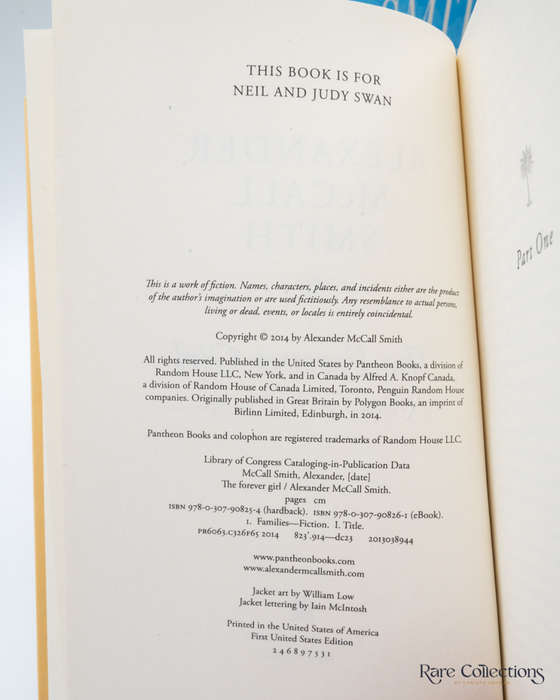 THIS BOOK IS FOR
NEIL AND JUDY SWAN
This is a work of fiction. Names, characters, places, and incidents either are the product
of the author's imagination or are used fictitiously. Any resemblance to actual persons,
living or dead, events, or locales is entirely coincidental.
Copyright © 2014 by Alexander McCall Smith
All rights reserved. Published in the United States by Pantheon Books, a division of
Random House LLC, New York, and in Canada by Alfred A. Knopf Canada,
a division of Random House of Canada Limited, Toronto, Penguin Random House
companies. Originally published in Great Britain by Polygon Books, an imprint of
Birlinn Limited, Edinburgh, in 2014.
Pantheon Books and colophon are registered trademarks of Random House LLC.
Library of Congress Cataloging-in-Publication Data
McCall Smith, Alexander, [date]
The forever girl / Alexander McCall Smith.
pages cm
ISBN 978-0-307-90825-4 (hardback). ISBN 978-0-307-90826-1 (eBook).
1. Families—Fiction. I. Title.
PR6063.C326F65 2014 823'.914—dc23 2013038944
www.pantheonbooks.com
www.alexandermccallsmith.com
Jacket art by William Low
Jacket lettering by Iain McIntosh
Printed in the United States of America
First United States Edition
2 4 6 8 9 7 5 3 1
Part One
Rare Collections